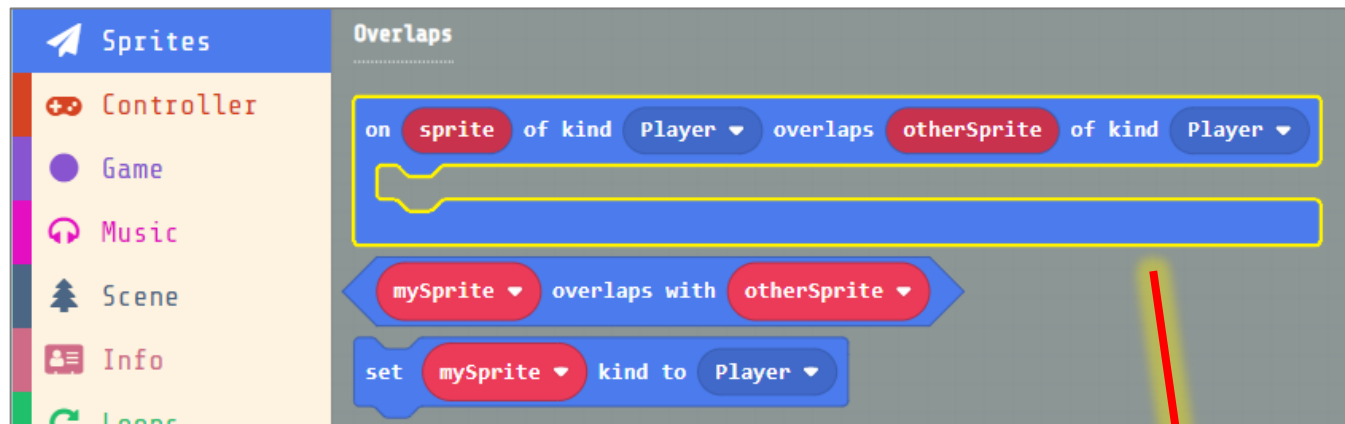 Sprites
Controller
Game
Music
Scene
Info
Loops
Overlaps
on sprite of kind Player overlaps otherSprite of kind Player
mySprite overlaps with otherSprite
set mySprite kind to Player